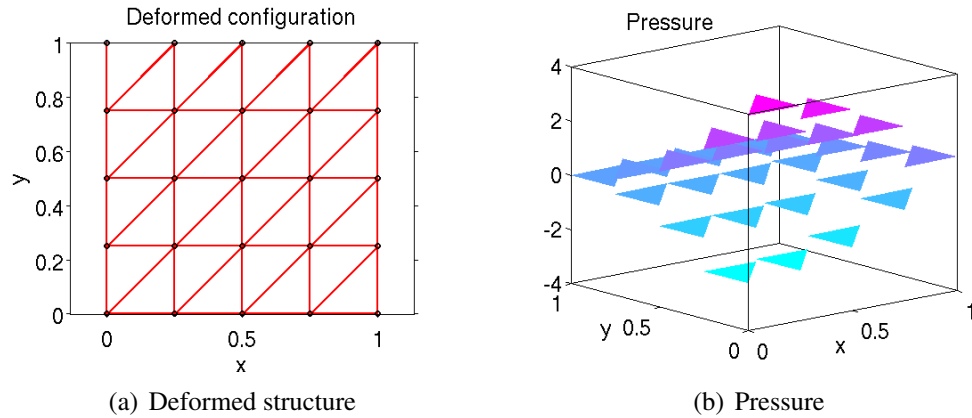 Deformed configuration
1
0.8
0.6
0.4
0.2
0
y
0
0.5
1
x
(a) Deformed structure
Pressure
4
2
0
-2
-4
1
y
0.5
0
0
x
0.5
1
(b) Pressure